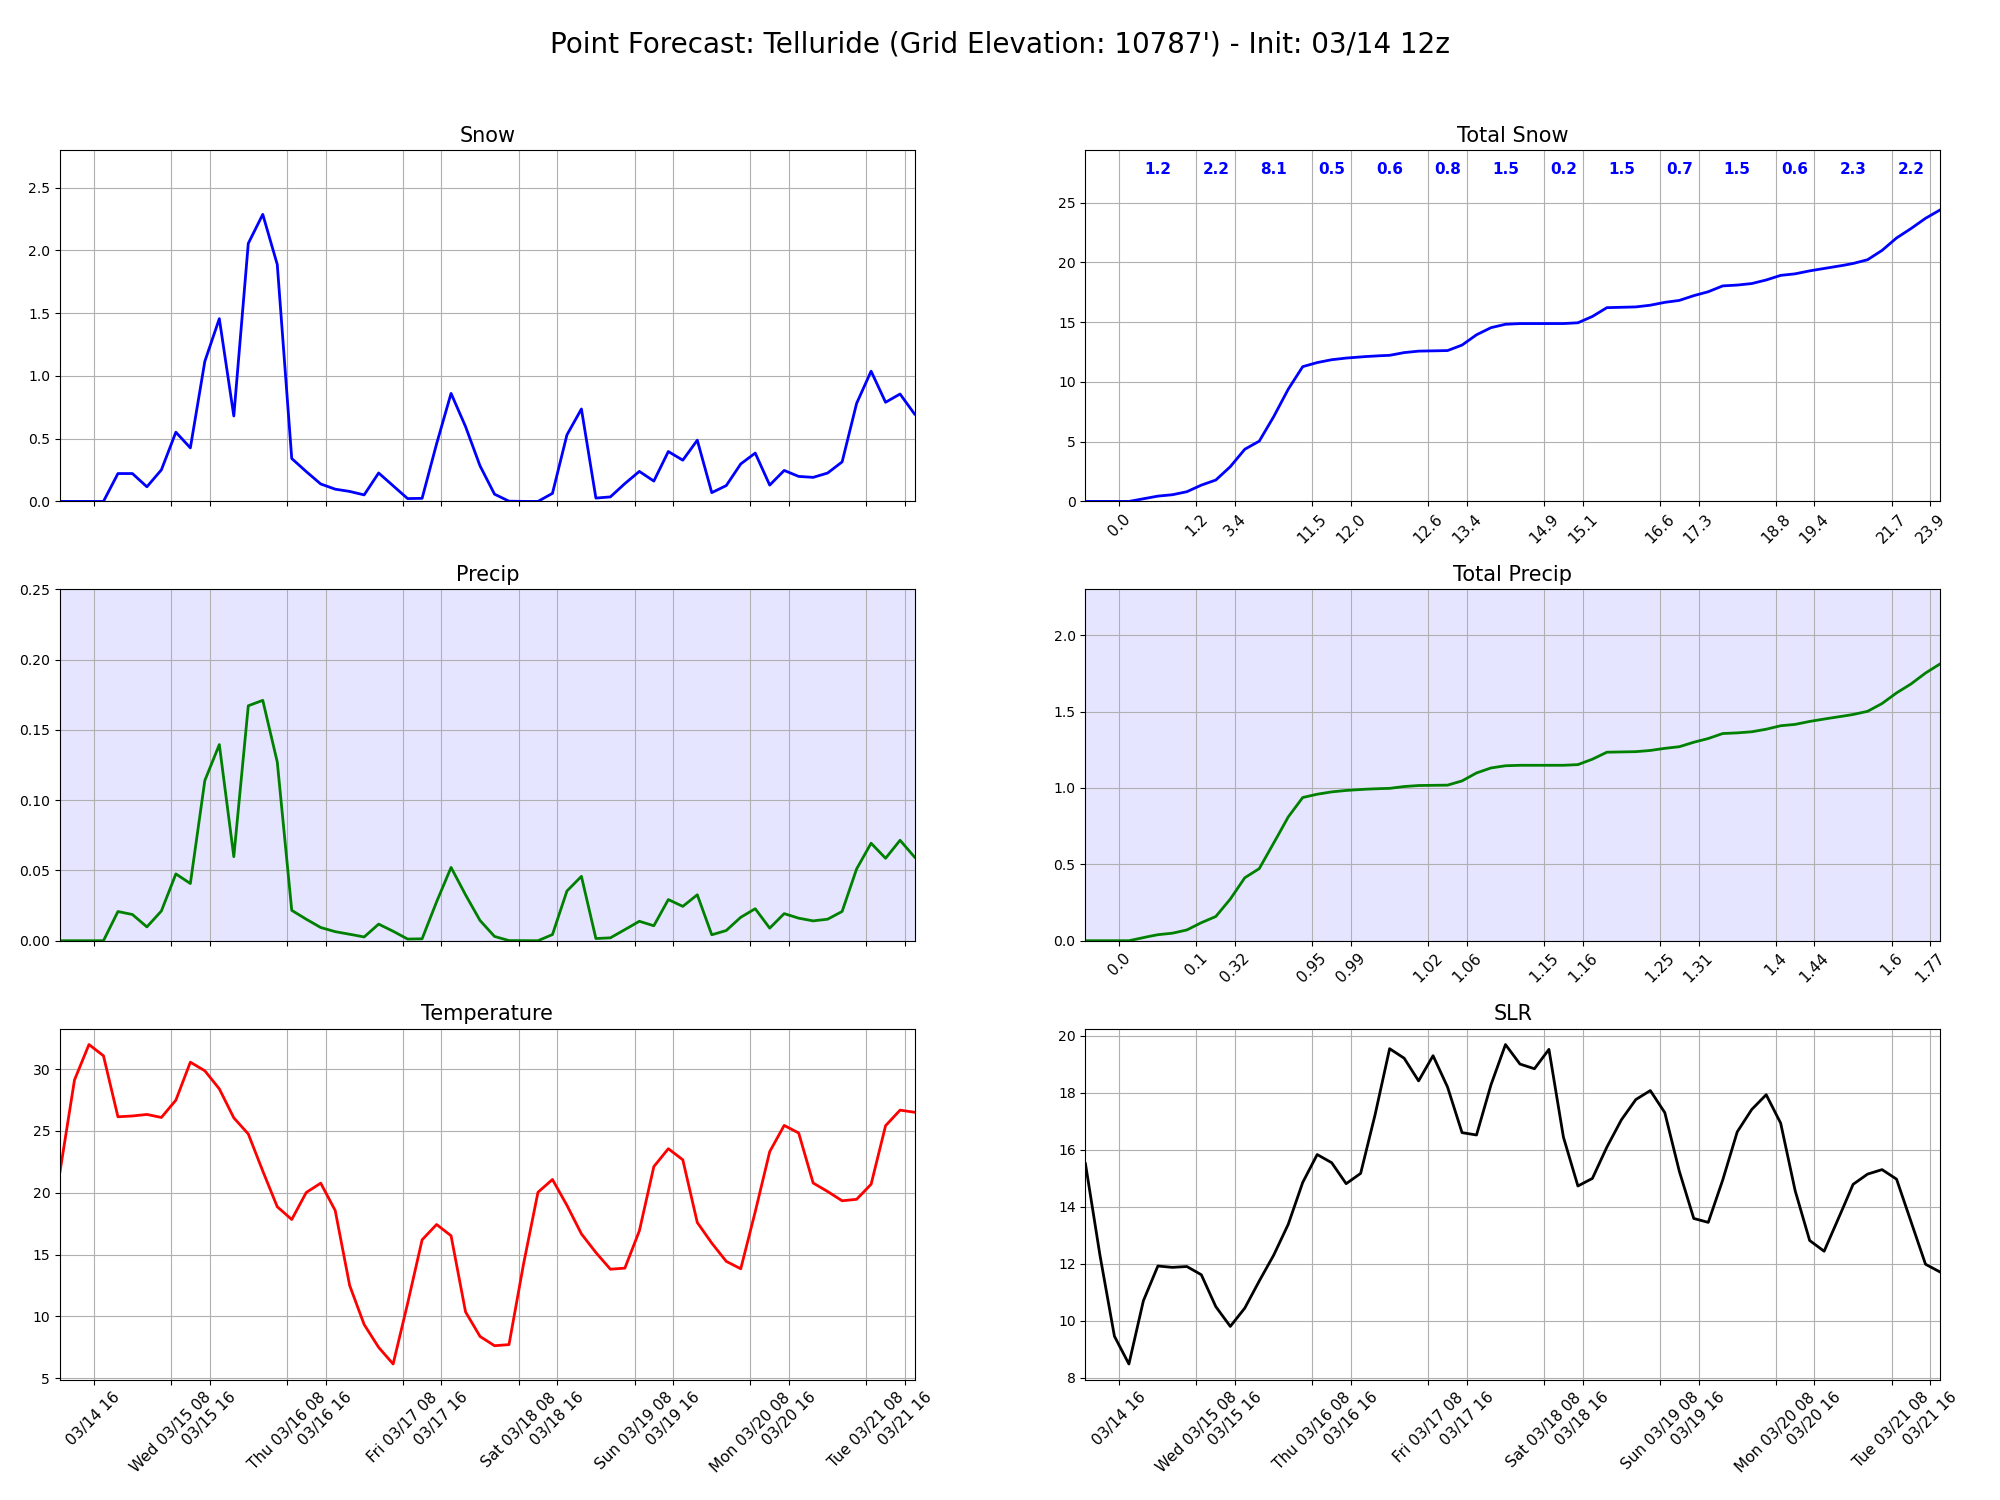 Point Forecast: Telluride (Grid Elevation: 10787') - Init: 03/14 12z
Snow
2.5
2.0
1.5
1.0
0.5
0.0
Total Snow
1.2 2.2 8.1 0.5 0.6 0.8 1.5 0.2 1.5 0.7 1.5 0.6 2.3 2.2
25
20
15
10
5
0
0.0 1.2 3.4 11.5 12.0 12.6 13.4 14.9 15.1 16.6 17.3 18.8 19.4 21.7 23.9
Precip
0.25
0.20
0.15
0.10
0.05
0.00
Total Precip
2.0
1.5
1.0
0.5
0.0
0.0 0.1 0.32 0.95 0.99 1.02 1.06 1.15 1.16 1.25 1.31 1.4 1.44 1.6 1.77
Temperature
30
25
20
15
10
5
03/14 16
Wed 03/15 08
03/15 16
Thu 03/16 08
03/16 16
Fri 03/17 08
03/17 16
Sat 03/18 08
03/18 16
Sun 03/19 08
03/19 16
Mon 03/20 08
03/20 16
Tue 03/21 08
03/21 16
SLR
20
18
16
14
12
10
8
03/14 16
Wed 03/15 08
03/15 16
Thu 03/16 08
03/16 16
Fri 03/17 08
03/17 16
Sat 03/18 08
03/18 16
Sun 03/19 08
03/19 16
Mon 03/20 08
03/20 16
Tue 03/21 08
03/21 16